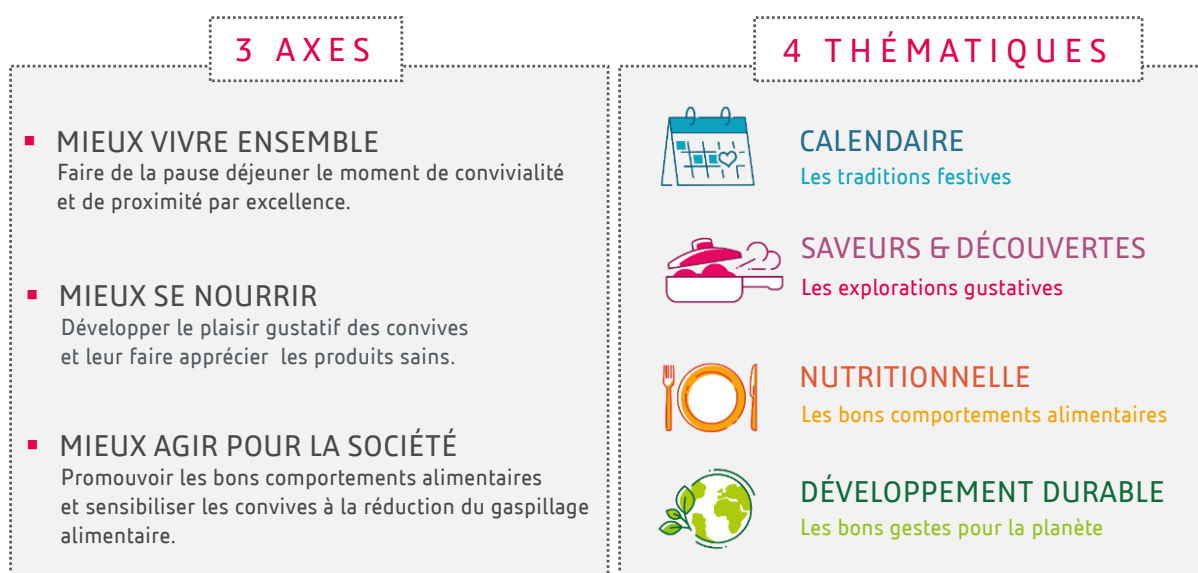 3 AXES
MIEUX VIVRE ENSEMBLE
Faire de la pause déjeuner le moment de convivialité
et de proximité par excellence.
MIEUX SE NOURRIR
Développer le plaisir gustatif des convives
et leur faire apprécier les produits sains.
MIEUX AGIR POUR LA SOCIÉTÉ
Promouvoir les bons comportements alimentaires
et sensibiliser les convives à la réduction du gaspillage
alimentaire.
4 THÉMATIQUES
CALENDAIRE
Les traditions festives
SAVEURS & DÉCOUVERTES
Les explorations gustatives
NUTRITIONNELLE
Les bons comportements alimentaires
DÉVELOPPEMENT DURABLE
Les bons gestes pour la planète